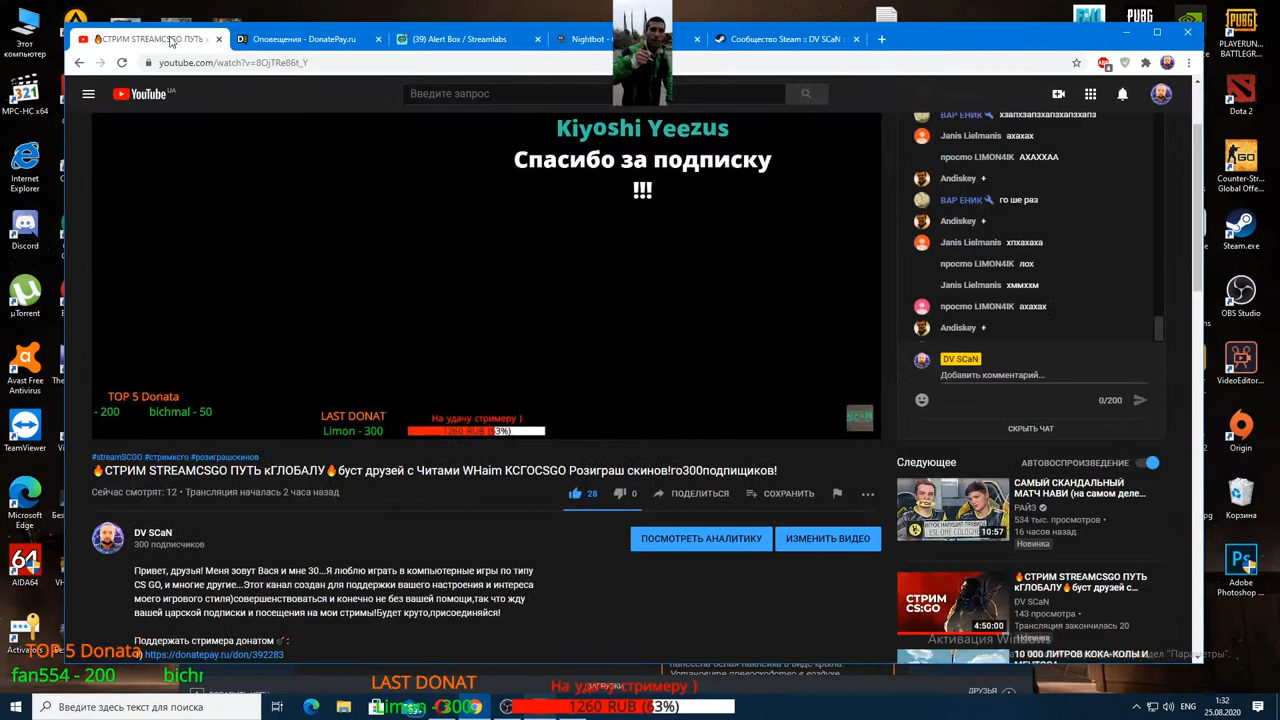 Этот компьютер
MPC-HC x64
Internet Explorer
Discord
µTorrent
Avast Free Antivirus
TeamViewer
Microsoft Edge
AIDA64
🔥СТРИМ STREAMCSGO ПУТЬ
Оповещения - DonatePay.ru
(39) Alert Box / Streamlabs
Nightbot -
Сообщество Steam :: DV SCaN ::
youtube.com/watch?v=8OjTRe86t_Y
YouTube UA
Введите запрос
Kiyoshi Yeezus
Спасибо за подписку
!!!
TOP 5 Donata
- 200 bichmal - 50
LAST DONAT
Limon - 300
На удачу стримеру )
1260 RUB (63%)
ВАР ЕНИК хзапхзапзхапхзапхзапз
Janis Lielmanis ахахах
просто LIMON4IK АХАХХАА
Andiskey +
ВАР ЕНИК го ше раз
Andiskey +
Janis Lielmanis хпхахаха
просто LIMON4IK лох
Janis Lielmanis хммххм
просто LIMON4IK ахахах
Andiskey +
DV SCaN
Добавить комментарий...
0/200
СКРЫТЬ ЧАТ
#streamSCGO #стримксго #розиграшскинов
🔥СТРИМ STREAMCSGO ПУТЬ кГЛОБАЛУ🔥буст друзей с Читами WHaim КСГОCSGO Розиграш скинов!го300подпищиков!
Сейчас смотрят: 12 • Трансляция началась 2 часа назад
28
0
ПОДЕЛИТЬСЯ
СОХРАНИТЬ
DV SCaN
300 подписчиков
ПОСМОТРЕТЬ АНАЛИТИКУ
ИЗМЕНИТЬ ВИДЕО
Привет, друзья! Меня зовут Вася и мне 30...Я люблю играть в компьютерные игры по типу
CS GO, и многие другие...Этот канал создан для поддержки вашего настроения и интереса
моего игрового стиля)совершенствоваться и конечно не без вашей помощи,так что жду
вашей царской подписки и посещения на мои стримы!Будет круто,присоединяйся!
Поддержать стримера донатом 💣:
https://donatepay.ru/don/392283
Следующее
АВТОВОСПРОИЗВЕДЕНИЕ
САМЫЙ СКАНДАЛЬНЫЙ
МАТЧ НАВИ (на самом деле...
РАЙЗ
534 тыс. просмотров •
16 часов назад
Новинка
10:57
🔥СТРИМ STREAMCSGO ПУТЬ
кГЛОБАЛУ🔥буст друзей с...
DV SCaN
143 просмотра •
Трансляция закончилась 20
СТРИМ
CS:GO
4:50:00
10 000 ЛИТРОВ КОКА-КОЛЫ И
Активация Windows
раздел "Параметры".
PUBG
PLAYERUN... BATTLEGR...
Dota 2
Counter-Str... Global Offe...
Steam.exe
OBS Studio
VideoEditor...
Origin
Корзина
Adobe Photoshop ...
TOP 5 Donata
fan554 - 200 bichr
LAST DONAT
Limon - 300
На удачу стримеру )
1260 RUB (63%)
ЗАГРУЗКИ
ДРУЗЬЯ
Введите здесь текст для поиска
ENG
1:32
25.08.2020